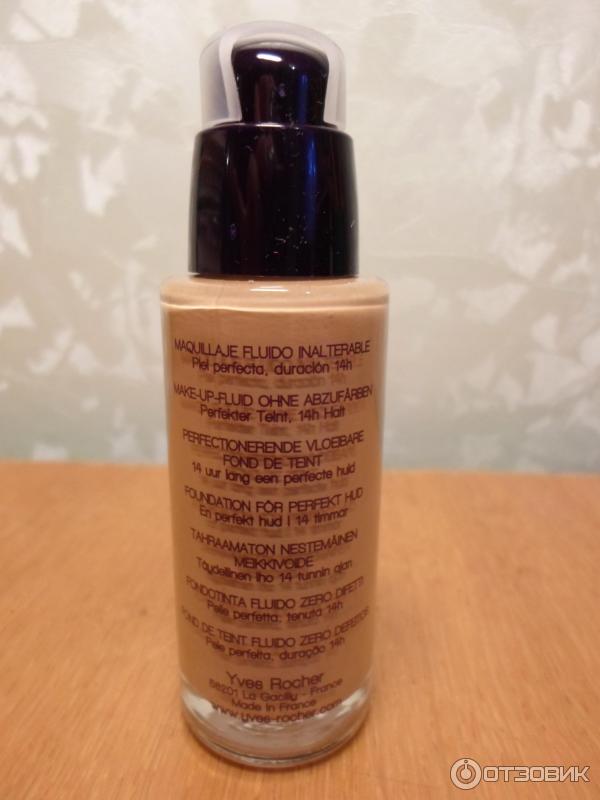 MAQUILLAJE FLUIDO INALTERABLE
Piel perfecta, duración 14h
MAKE-UP-FLUID OHNE ABZUFÄRBEN
Perfekter Teint, 14h Halt
PERFECTIONERENDE VLOEIBARE
FOND DE TEINT
14 uur lang een perfecte huid
FOUNDATION FÖR PERFEKT HUD
En perfekt hud i 14 timmar
TAHRAAMATON NESTEMÄINEN
MEIKKIVOIDE
Täydellinen iho 14 tunnin ajan
FONDOTINTA FLUIDO ZERO DIFETTI
Pelle perfetta, tenuta 14h
FOND DE TEINT FLUIDO ZERO DEFEITOS
Pele perfeita, duração 14h
Yves Rocher
56201 La Gacilly - France
Made in France
www.yves-rocher.com
ОТЗОВИК